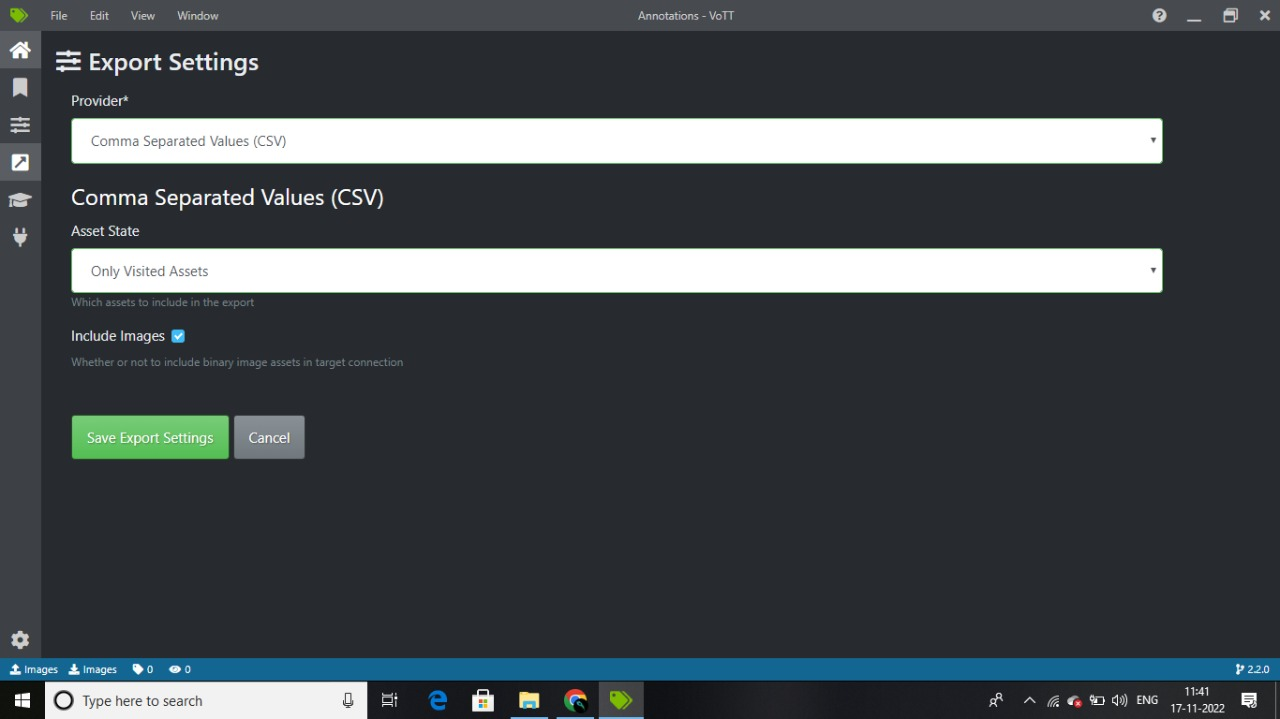 File Edit View Window Annotations - VoTT
Export Settings
Provider*
Comma Separated Values (CSV)
Comma Separated Values (CSV)
Asset State
Only Visited Assets
Which assets to include in the export
Include Images
Whether or not to include binary image assets in target connection
Save Export Settings Cancel
Images Images 0 0 2.2.0
Type here to search
ENG
11:41
17-11-2022